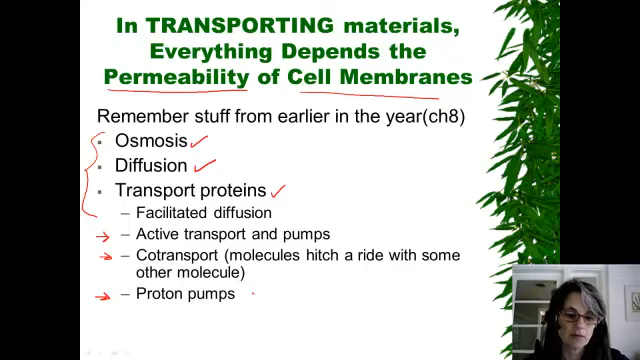 In TRANSPORTING materials,
Everything Depends the
Permeability of Cell Membranes
Remember stuff from earlier in the year(ch8)
▪ Osmosis
▪ Diffusion
▪ Transport proteins
– Facilitated diffusion
– Active transport and pumps
– Cotransport (molecules hitch a ride with some
other molecule)
– Proton pumps